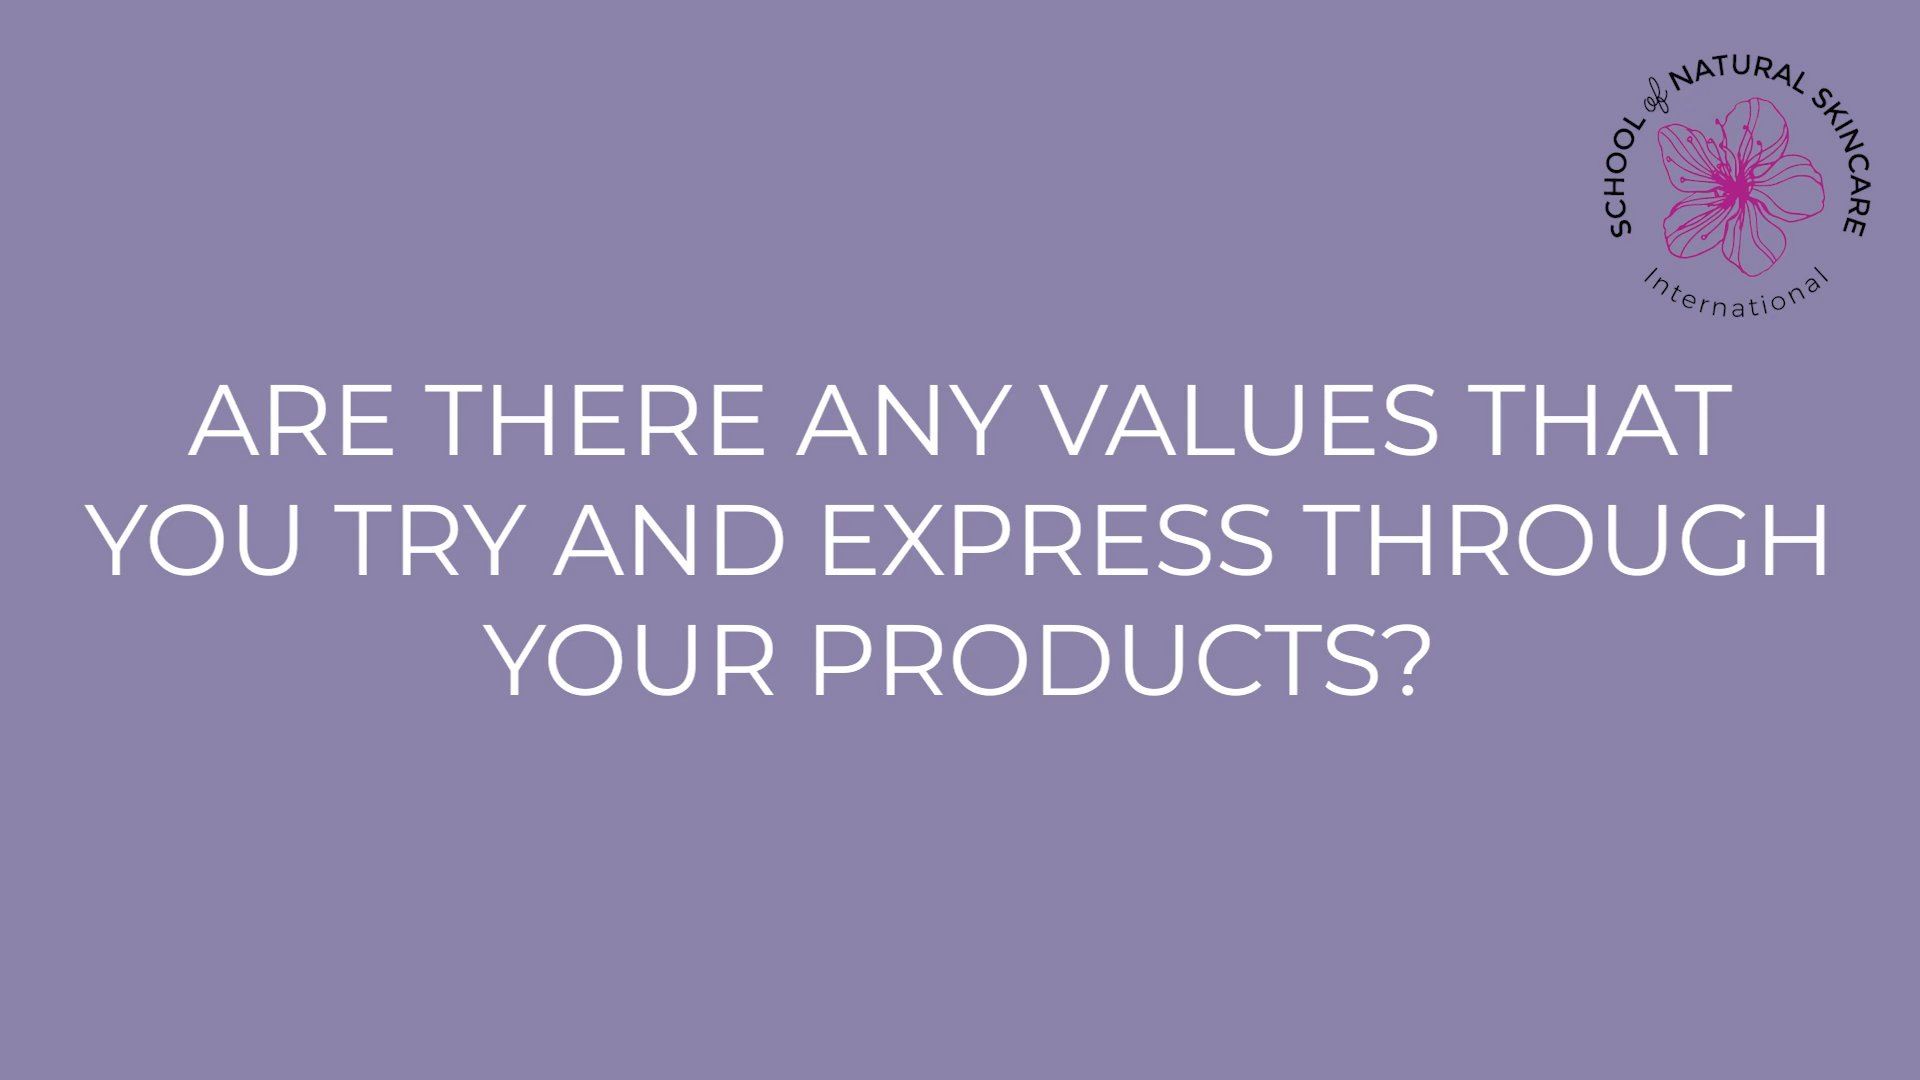 SCHOOL of NATURAL SKINCARE
International
ARE THERE ANY VALUES THAT
YOU TRY AND EXPRESS THROUGH
YOUR PRODUCTS?